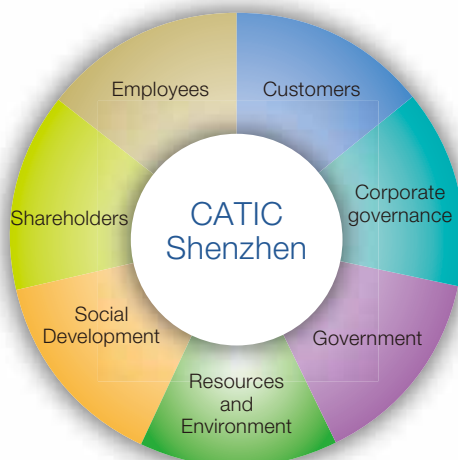 Employees
Customers
Corporate
governance
Government
Resources
and
Environment
Social
Development
Shareholders
CATIC
Shenzhen